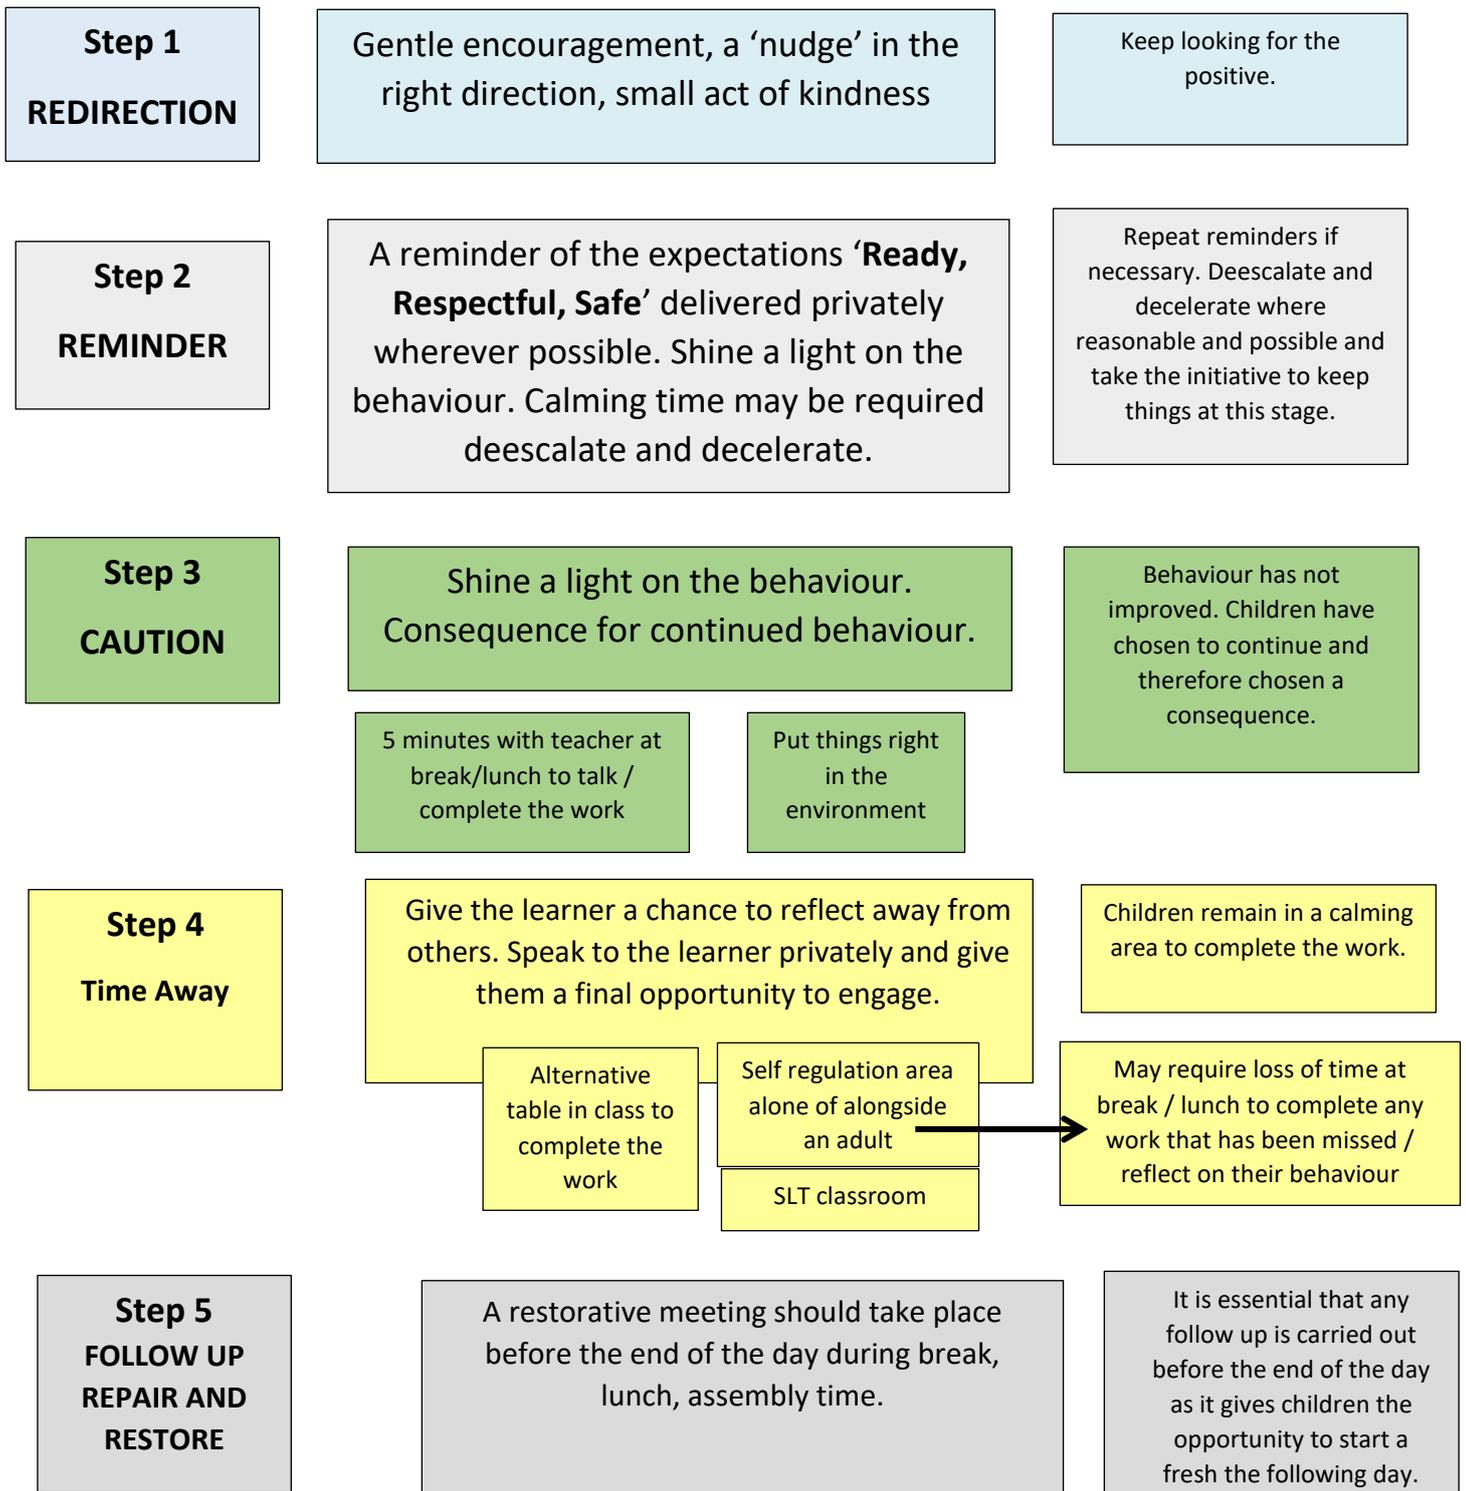 Step 1
REDIRECTION
Gentle encouragement, a ‘nudge’ in the
right direction, small act of kindness
Keep looking for the
positive.
Step 2
REMINDER
A reminder of the expectations ‘Ready,
Respectful, Safe’ delivered privately
wherever possible. Shine a light on the
behaviour. Calming time may be required
deescalate and decelerate.
Repeat reminders if
necessary. Deescalate and
decelerate where
reasonable and possible and
take the initiative to keep
things at this stage.
Step 3
CAUTION
Shine a light on the behaviour.
Consequence for continued behaviour.
5 minutes with teacher at
break/lunch to talk /
complete the work
Put things right
in the
environment
Behaviour has not
improved. Children have
chosen to continue and
therefore chosen a
consequence.
Step 4
Time Away
Give the learner a chance to reflect away from
others. Speak to the learner privately and give
them a final opportunity to engage.
Children remain in a calming
area to complete the work.
Alternative
table in class to
complete the
work
Self regulation area
alone of alongside
an adult
SLT classroom
May require loss of time at
break / lunch to complete any
work that has been missed /
reflect on their behaviour
Step 5
FOLLOW UP
REPAIR AND
RESTORE
A restorative meeting should take place
before the end of the day during break,
lunch, assembly time.
It is essential that any
follow up is carried out
before the end of the day
as it gives children the
opportunity to start a
fresh the following day.